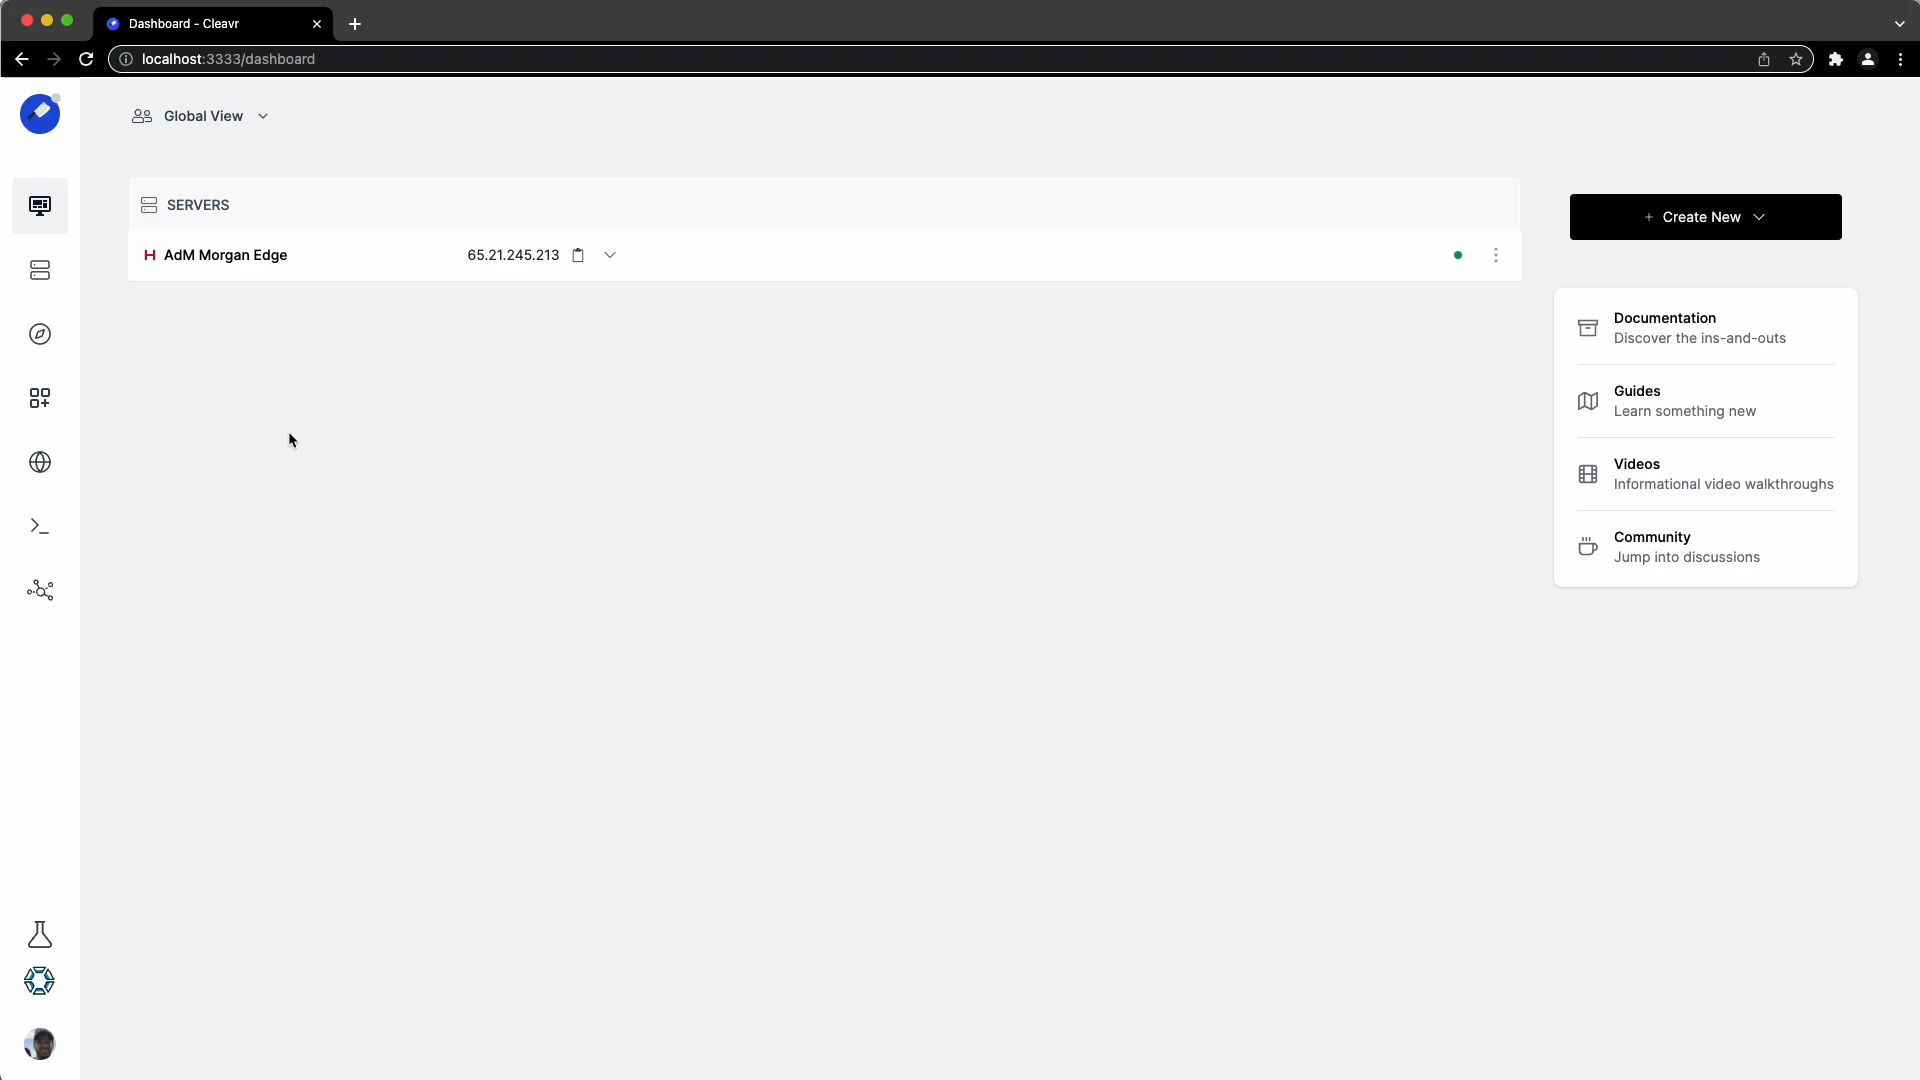 Dashboard - Cleavr
localhost:3333/dashboard
Global View
SERVERS
H AdM Morgan Edge 65.21.245.213
+ Create New
Documentation
Discover the ins-and-outs
Guides
Learn something new
Videos
Informational video walkthroughs
Community
Jump into discussions